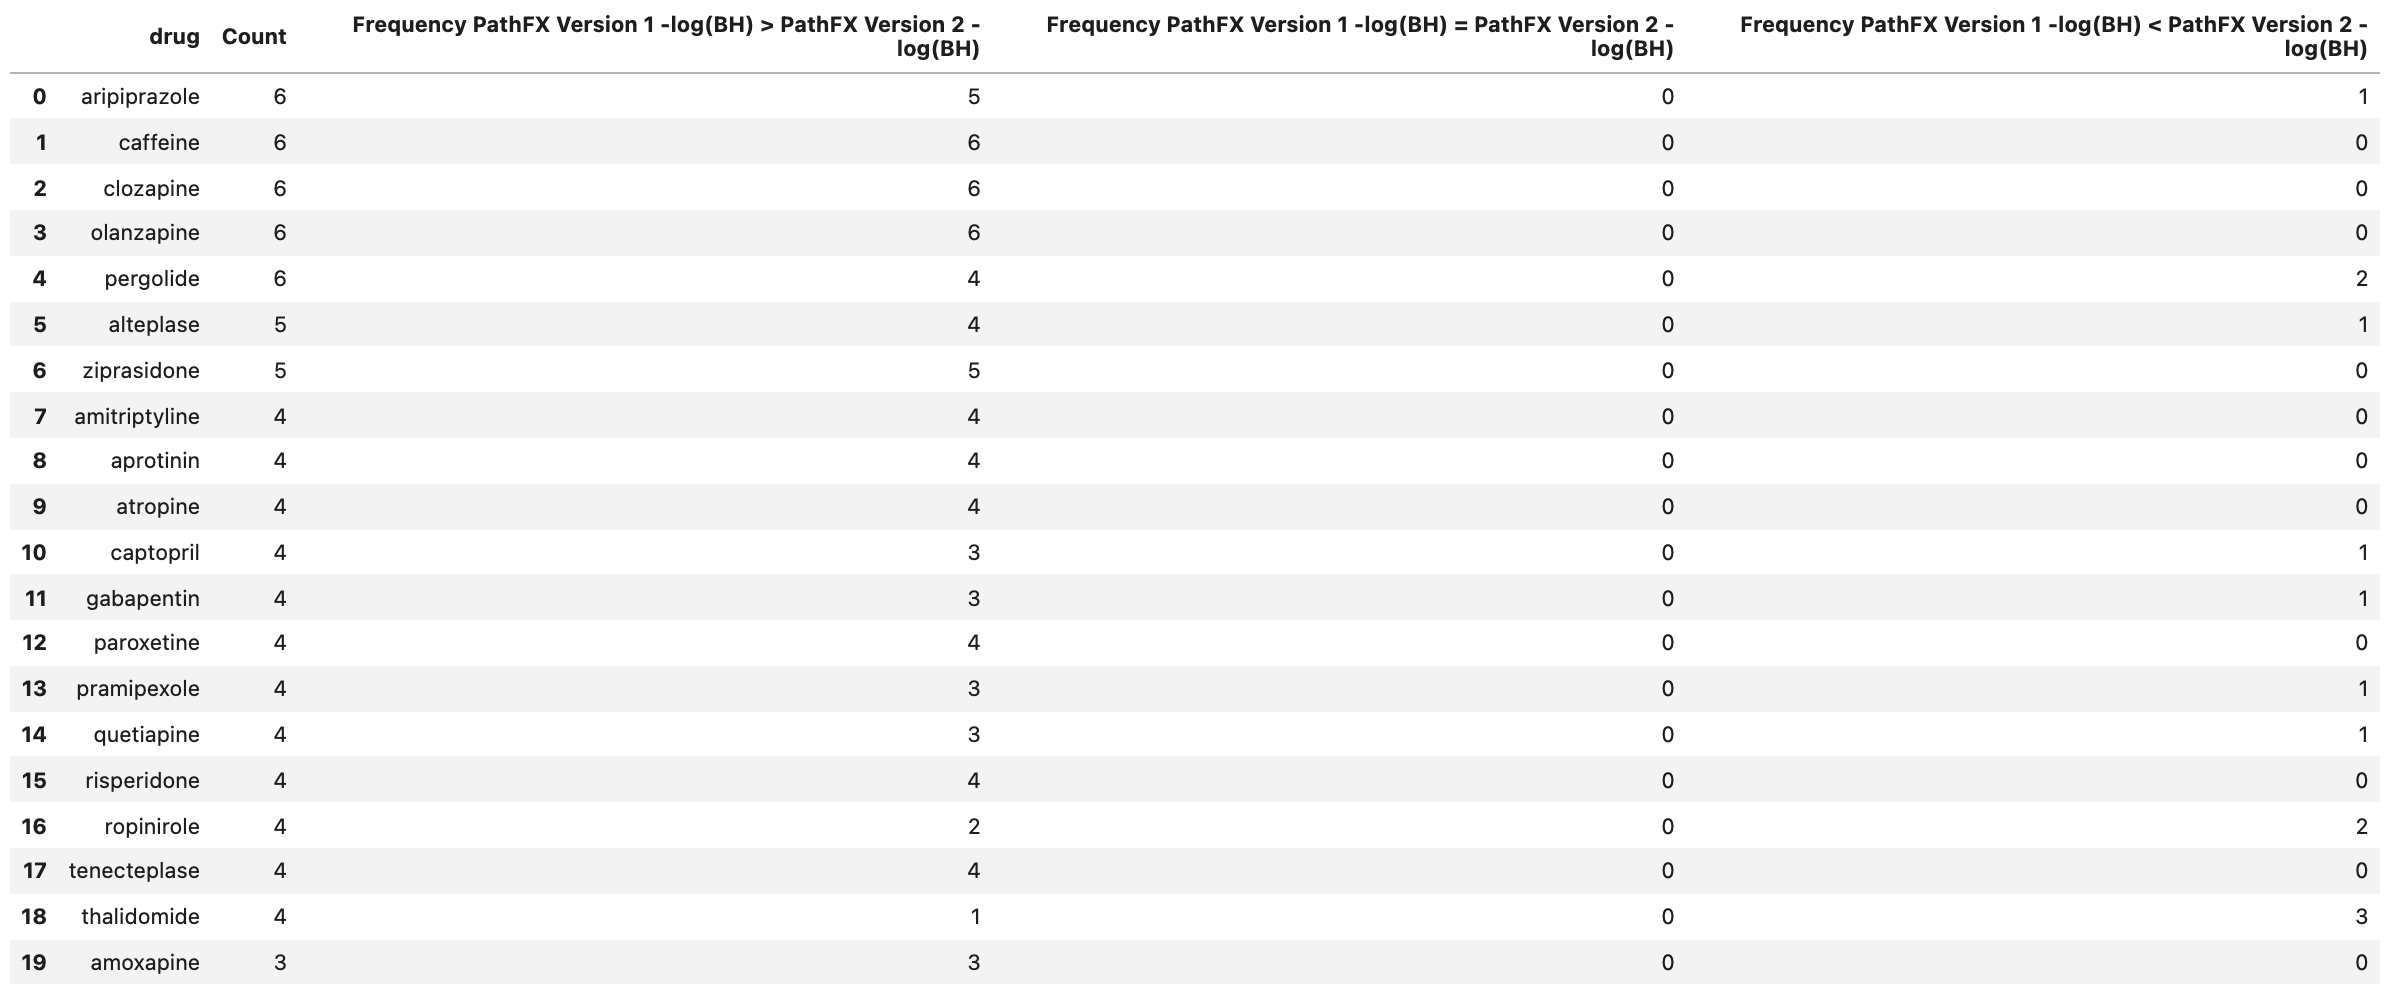 drug Count Frequency PathFX Version 1 -log(BH) > PathFX Version 2 -log(BH) Frequency PathFX Version 1 -log(BH) = PathFX Version 2 -log(BH) Frequency PathFX Version 1 -log(BH) < PathFX Version 2 -log(BH)
0 aripiprazole 6 5 0 1
1 caffeine 6 6 0 0
2 clozapine 6 6 0 0
3 olanzapine 6 6 0 0
4 pergolide 6 4 0 2
5 alteplase 5 4 0 1
6 ziprasidone 5 5 0 0
7 amitriptyline 4 4 0 0
8 aprotinin 4 4 0 0
9 atropine 4 4 0 0
10 captopril 4 3 0 1
11 gabapentin 4 3 0 1
12 paroxetine 4 4 0 0
13 pramipexole 4 3 0 1
14 quetiapine 4 3 0 1
15 risperidone 4 4 0 0
16 ropinirole 4 2 0 2
17 tenecteplase 4 4 0 0
18 thalidomide 4 1 0 3
19 amoxapine 3 3 0 0